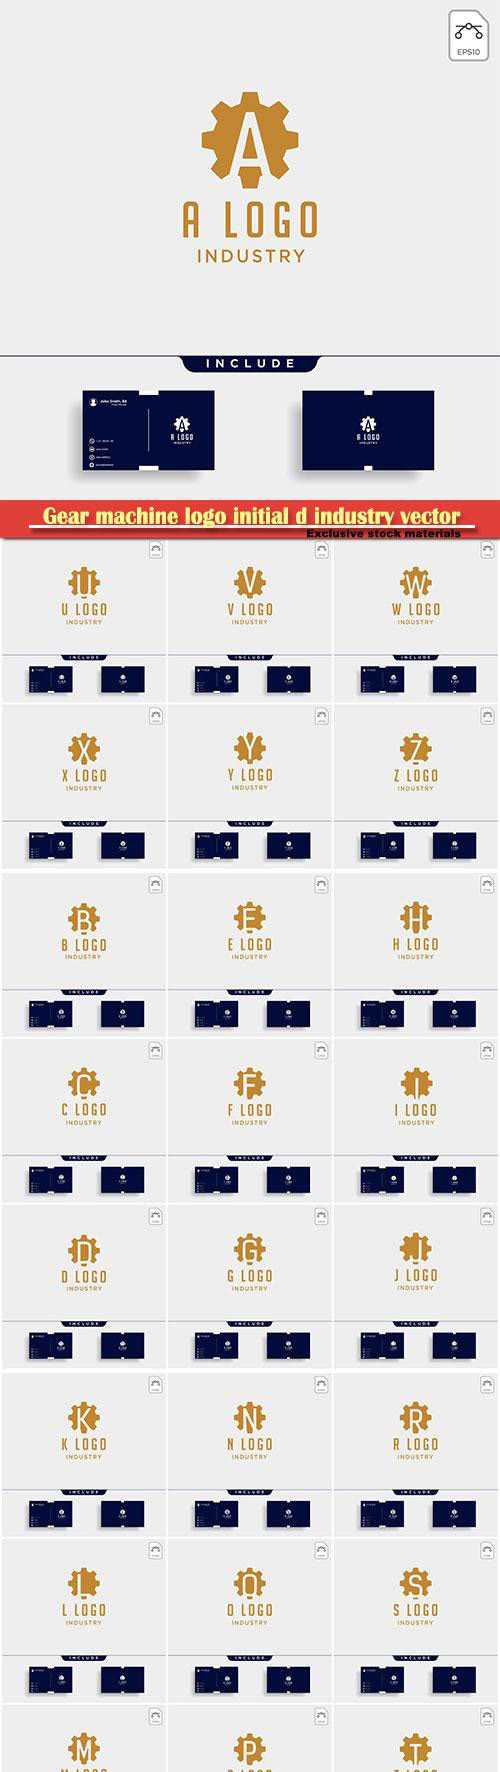 EPS10
A LOGO
INDUSTRY
INCLUDE
John Smith, Ed
A LOGO
INDUSTRY
A LOGO
INDUSTRY
Gear machine logo initial d industry vector
Exclusive stock materials
U LOGO
INDUSTRY
INCLUDE
V LOGO
INDUSTRY
INCLUDE
W LOGO
INDUSTRY
INCLUDE
X LOGO
INDUSTRY
INCLUDE
Y LOGO
INDUSTRY
INCLUDE
Z LOGO
INDUSTRY
INCLUDE
B LOGO
INDUSTRY
INCLUDE
E LOGO
INDUSTRY
INCLUDE
H LOGO
INDUSTRY
INCLUDE
C LOGO
INDUSTRY
INCLUDE
F LOGO
INDUSTRY
INCLUDE
I LOGO
INDUSTRY
INCLUDE
D LOGO
INDUSTRY
INCLUDE
G LOGO
INDUSTRY
INCLUDE
J LOGO
INDUSTRY
INCLUDE
K LOGO
INDUSTRY
INCLUDE
N LOGO
INDUSTRY
INCLUDE
R LOGO
INDUSTRY
INCLUDE
L LOGO
INDUSTRY
INCLUDE
O LOGO
INDUSTRY
INCLUDE
S LOGO
INDUSTRY
INCLUDE
M
P
T